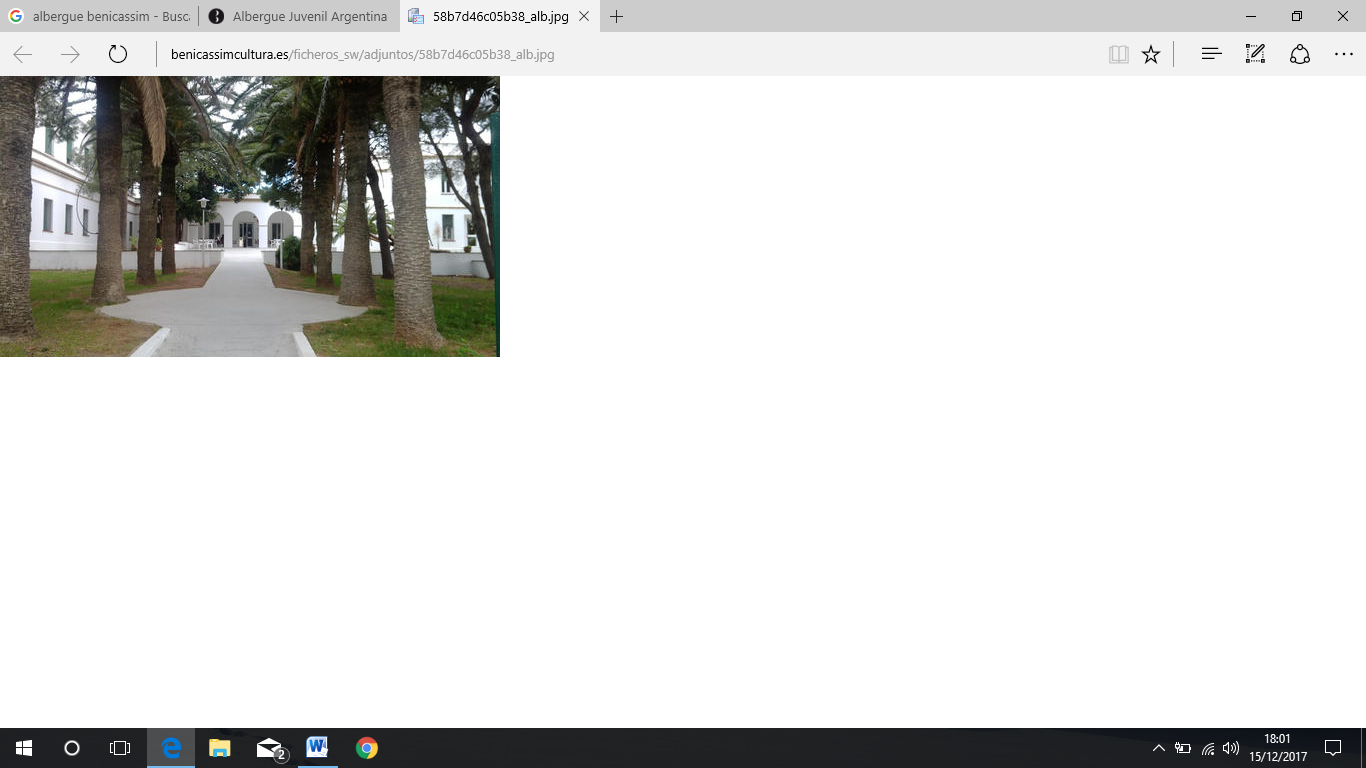 albergue benicassim - Busc
Albergue Juvenil Argentina
58b7d46c05b38_alb.jpg
benicassimcultura.es/ficheros_sw/adjuntos/58b7d46c05b38_alb.jpg
2
18:01
15/12/2017